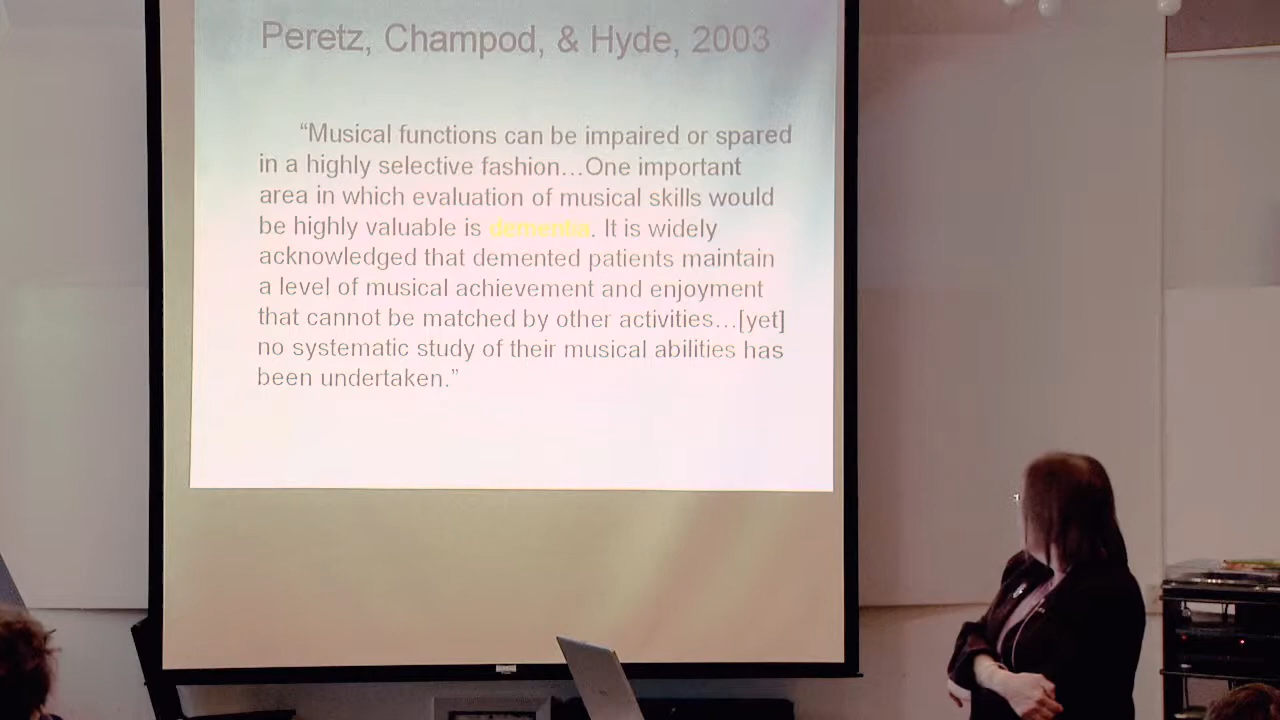 Peretz, Champod, & Hyde, 2003
“Musical functions can be impaired or spared
in a highly selective fashion…One important
area in which evaluation of musical skills would
be highly valuable is dementia. It is widely
acknowledged that demented patients maintain
a level of musical achievement and enjoyment
that cannot be matched by other activities…[yet]
no systematic study of their musical abilities has
been undertaken.”